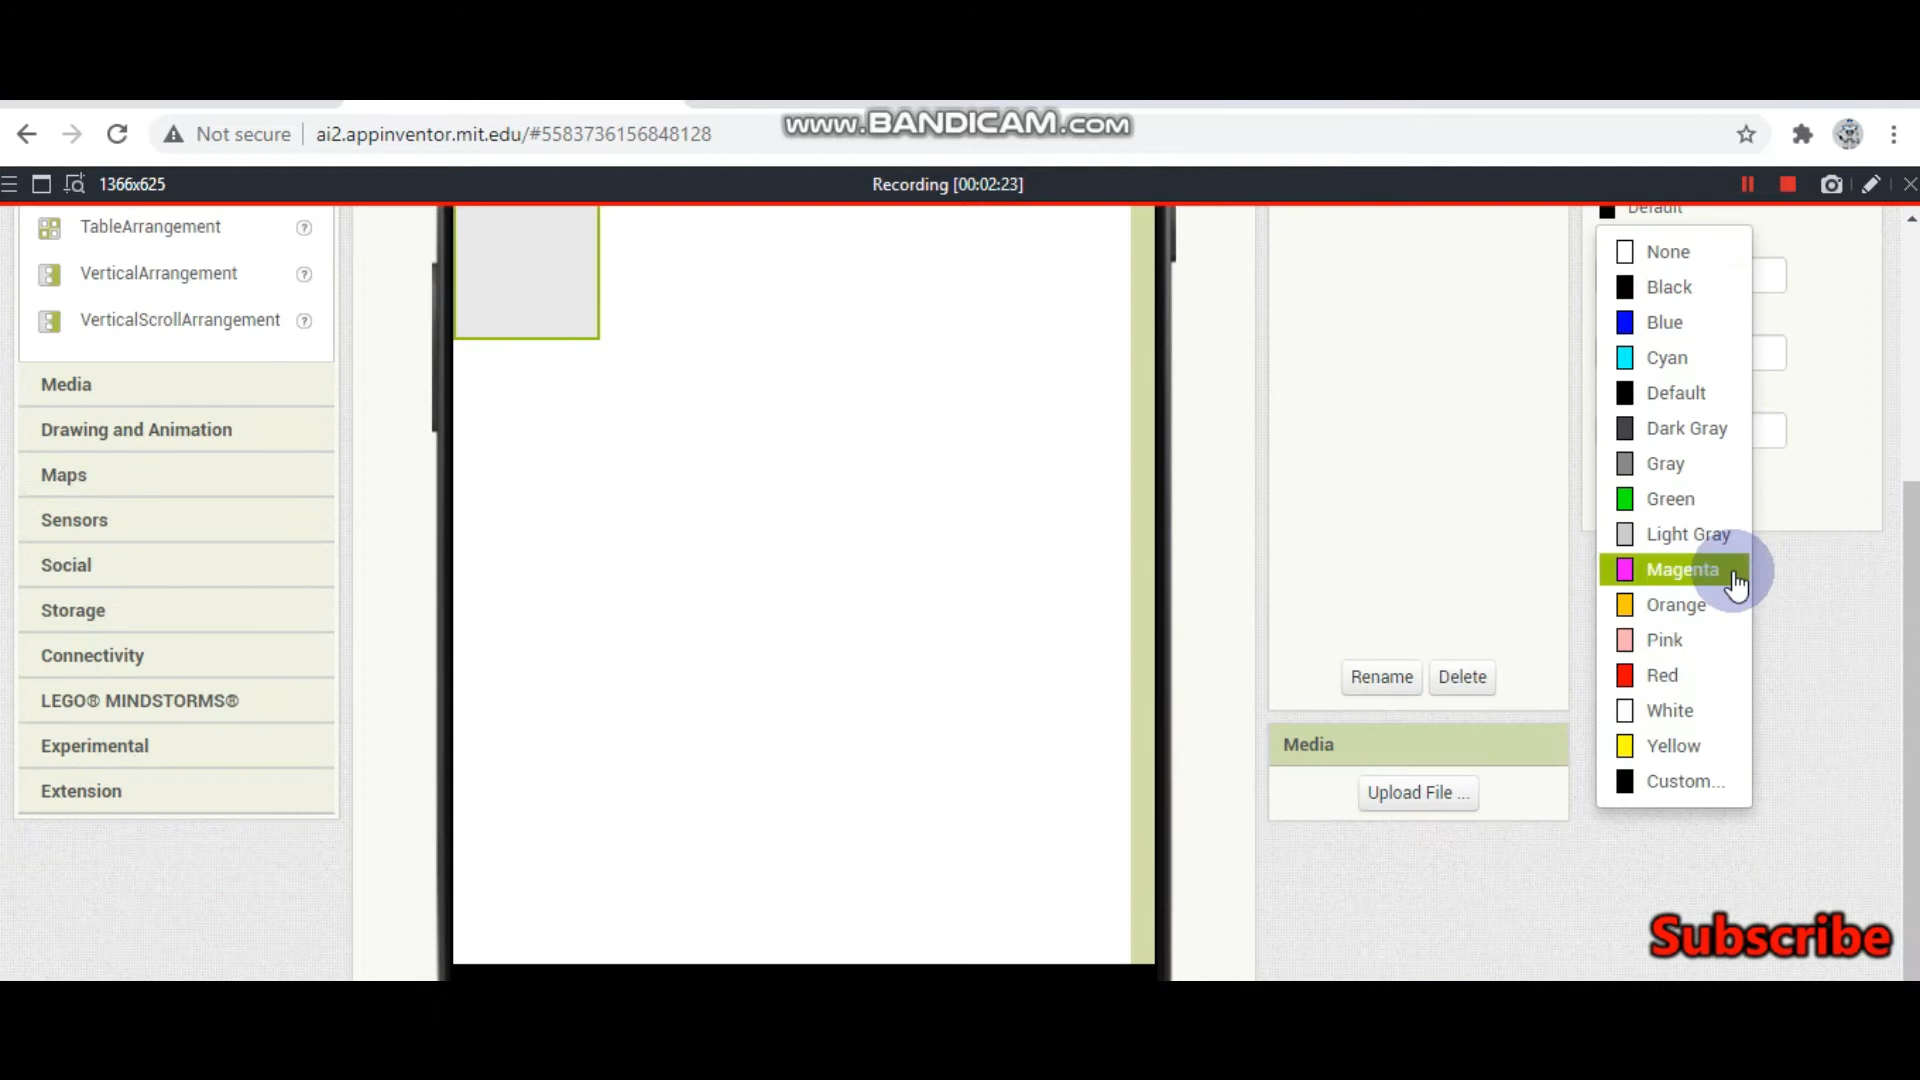 www.BANDICAM.com
Not secure
ai2.appinventor.mit.edu/#5583736156848128
1366x625
Recording [00:02:23]
TableArrangement
?
VerticalArrangement
?
VerticalScrollArrangement
?
Media
Drawing and Animation
Maps
Sensors
Social
Storage
Connectivity
LEGO® MINDSTORMS®
Experimental
Extension
Rename
Delete
Media
Upload File ...
Default
None
Black
Blue
Cyan
Default
Dark Gray
Gray
Green
Light Gray
Magenta
Orange
Pink
Red
White
Yellow
Custom...
Subscribe